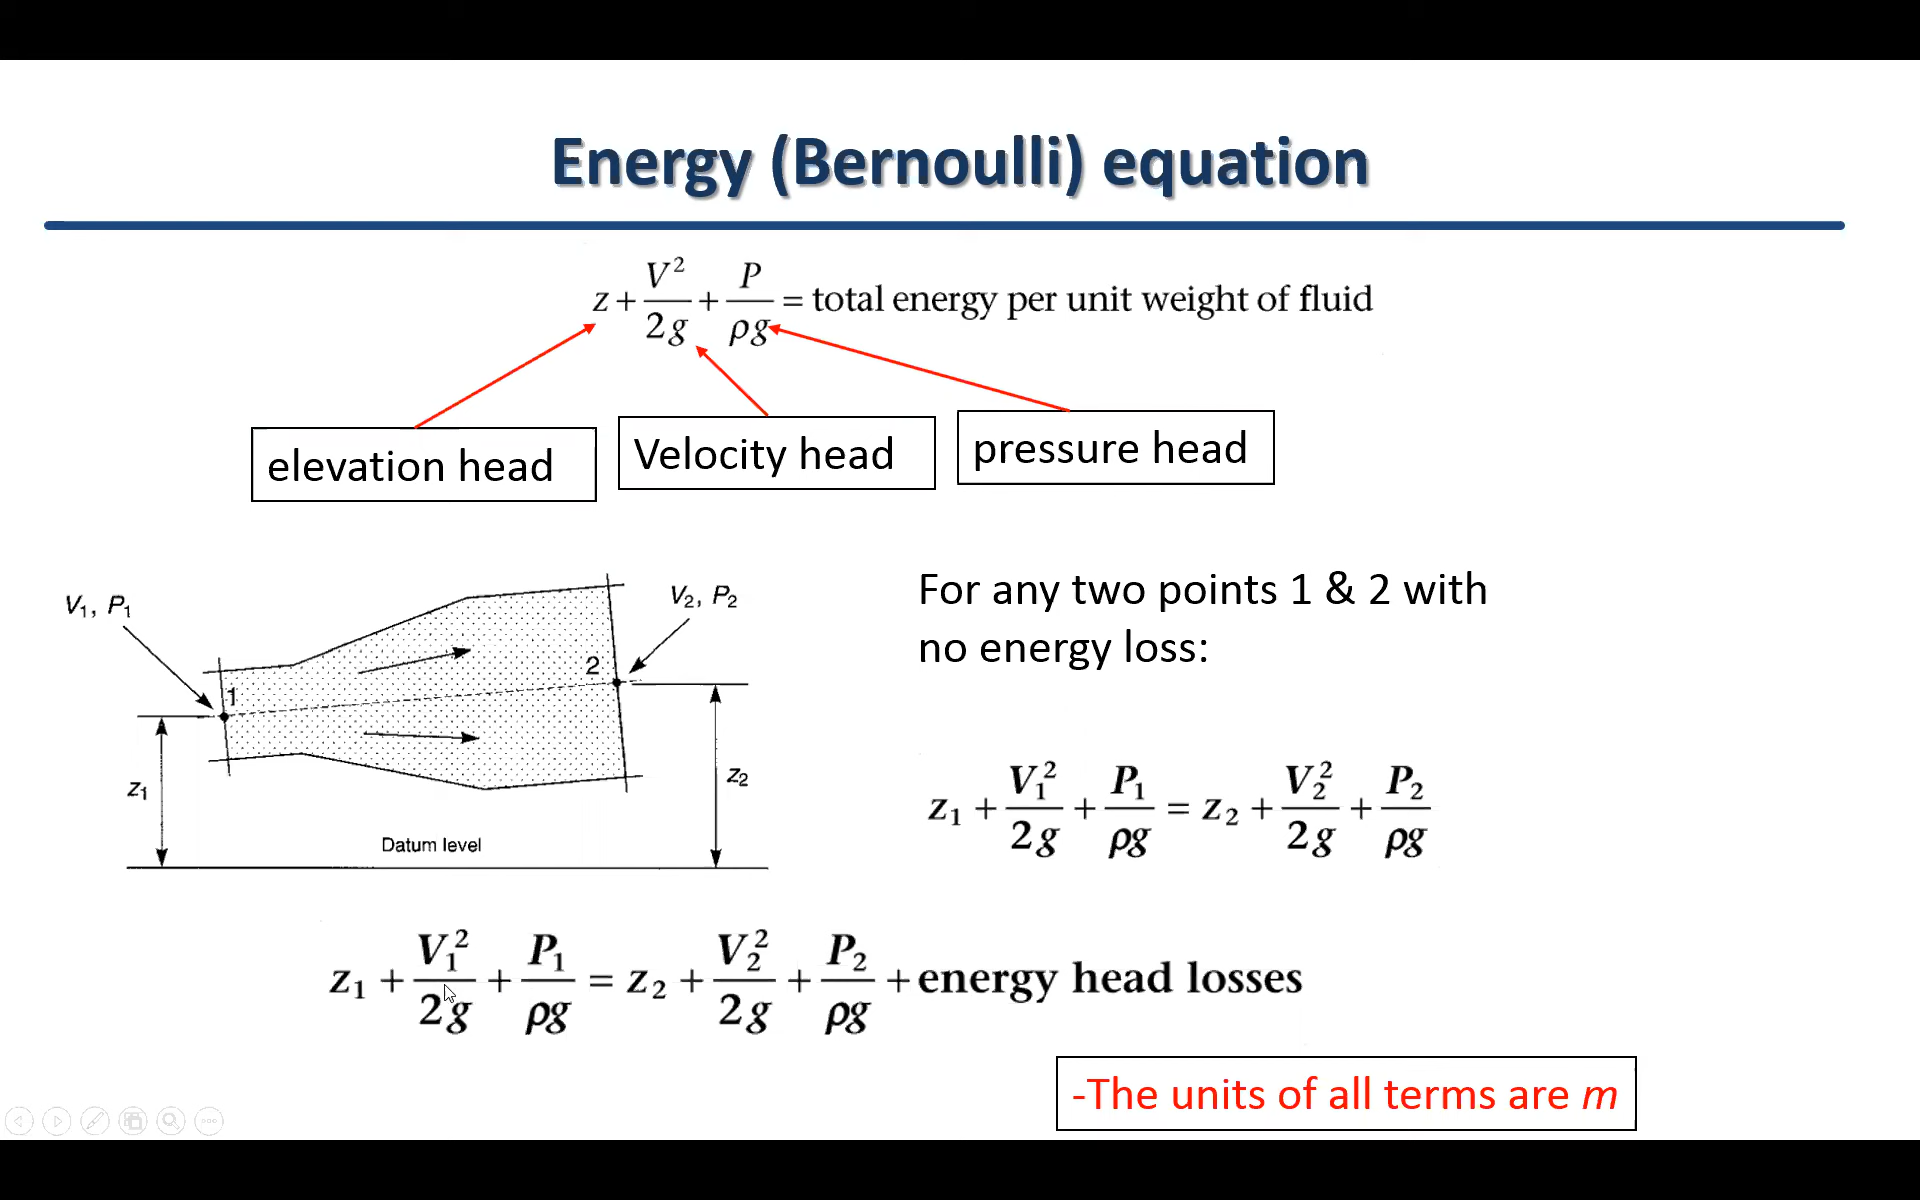 Energy (Bernoulli) equation
z + V²/2g + P/ρg = total energy per unit weight of fluid
elevation head
Velocity head
pressure head
V₁, P₁
V₂, P₂
1
2
z₁
z₂
Datum level
For any two points 1 & 2 with
no energy loss:
z₁ + V₁²/2g + P₁/ρg = z₂ + V₂²/2g + P₂/ρg
z₁ + V₁²/2g + P₁/ρg = z₂ + V₂²/2g + P₂/ρg + energy head losses
-The units of all terms are m